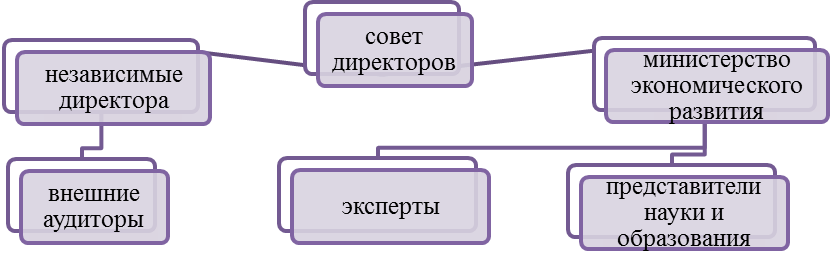 совет
директоров
независимые
директора
министерство
экономического
развития
внешние
аудиторы
эксперты
представители
науки и
образования